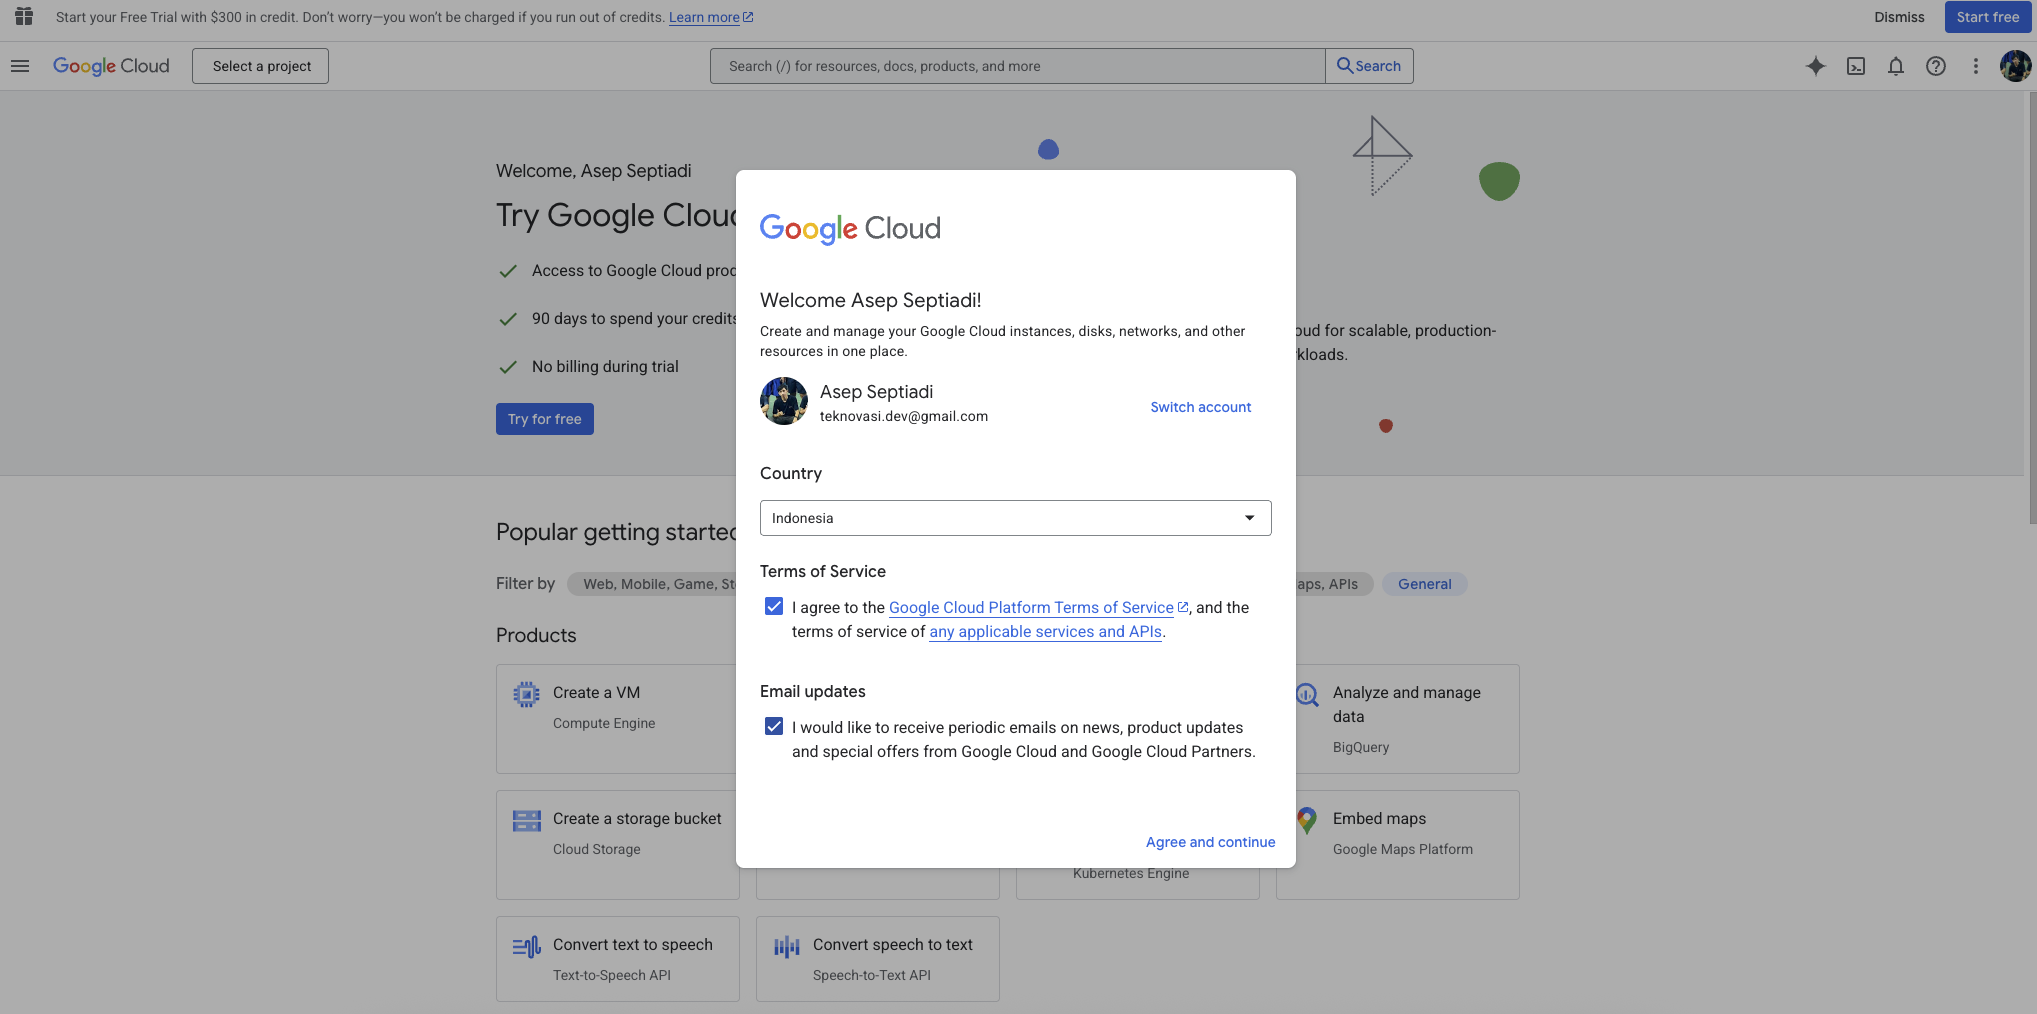 Start your Free Trial with $300 in credit. Don’t worry—you won’t be charged if you run out of credits. Learn more
Dismiss
Start free
Google Cloud
Select a project
Search (/) for resources, docs, products, and more
Search
Welcome, Asep Septiadi
Try Google Cloud
Access to Google Cloud prod
90 days to spend your credits
No billing during trial
Try for free
oud for scalable, production-
kloads.
Google Cloud
Welcome Asep Septiadi!
Create and manage your Google Cloud instances, disks, networks, and other
resources in one place.
Asep Septiadi
teknovasi.dev@gmail.com
Switch account
Country
Indonesia
Terms of Service
I agree to the Google Cloud Platform Terms of Service, and the
terms of service of any applicable services and APIs.
Email updates
I would like to receive periodic emails on news, product updates
and special offers from Google Cloud and Google Cloud Partners.
Agree and continue
Popular getting started
Filter by
Web, Mobile, Game, St
aps, APIs
General
Products
Create a VM
Compute Engine
Analyze and manage
data
BigQuery
Create a storage bucket
Cloud Storage
Kubernetes Engine
Embed maps
Google Maps Platform
Convert text to speech
Text-to-Speech API
Convert speech to text
Speech-to-Text API